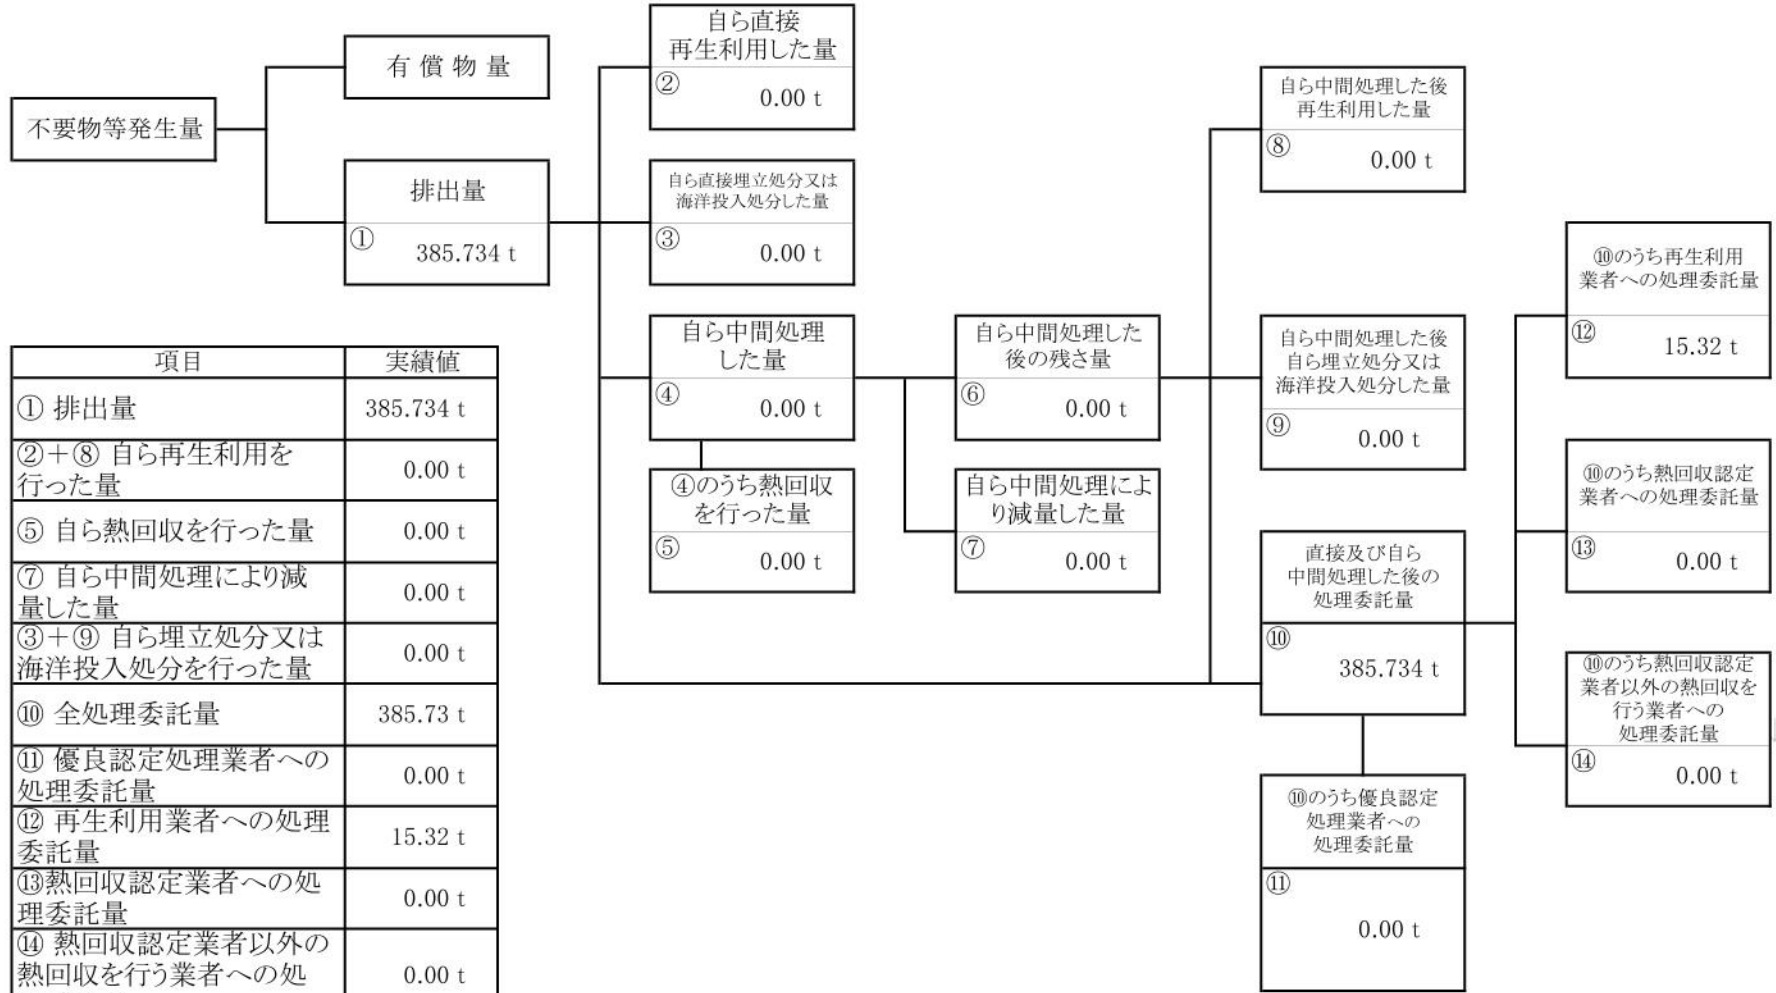 不要物等発生量
有 償 物 量
排出量
①
385.734 t
自ら直接
再生利用した量
②
0.00 t
自ら直接埋立処分又は
海洋投入処分した量
③
0.00 t
自ら中間処理
した量
④
0.00 t
④のうち熱回収
を行った量
⑤
0.00 t
自ら中間処理した
後の残さ量
⑥
0.00 t
自ら中間処理によ
り減量した量
⑦
0.00 t
自ら中間処理した後
再生利用した量
⑧
0.00 t
自ら中間処理した後
自ら埋立処分又は
海洋投入処分した量
⑨
0.00 t
直接及び自ら
中間処理した後の
処理委託量
⑩
385.734 t
⑩のうち優良認定
処理業者への
処理委託量
⑪
0.00 t
⑩のうち再生利用
業者への処理委託量
⑫
15.32 t
⑩のうち熱回収認定
業者への処理委託量
⑬
0.00 t
⑩のうち熱回収認定
業者以外の熱回収を
行う業者への
処理委託量
⑭
0.00 t
項目 実績値
① 排出量 385.734 t
②＋⑧ 自ら再生利用を
行った量
0.00 t
⑤ 自ら熱回収を行った量 0.00 t
⑦ 自ら中間処理により減
量した量
0.00 t
③＋⑨ 自ら埋立処分又は
海洋投入処分を行った量
0.00 t
⑩ 全処理委託量 385.73 t
⑪ 優良認定処理業者への
処理委託量
0.00 t
⑫ 再生利用業者への処理
委託量
15.32 t
⑬熱回収認定業者への処
理委託量
0.00 t
⑭ 熱回収認定業者以外の
熱回収を行う業者への処
0.00 t